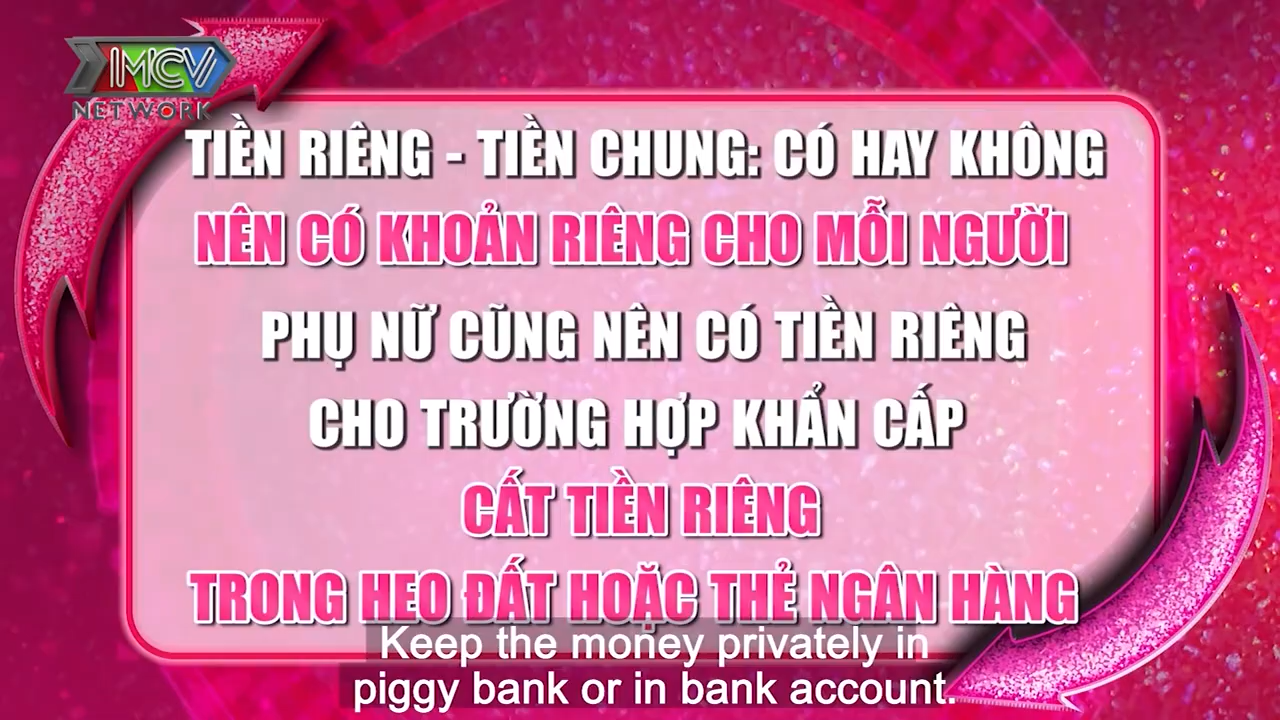 MCV
NETWORK
TIỀN RIÊNG - TIỀN CHUNG: CÓ HAY KHÔNG
NÊN CÓ KHOẢN RIÊNG CHO MỖI NGƯỜI
PHỤ NỮ CŨNG NÊN CÓ TIỀN RIÊNG
CHO TRƯỜNG HỢP KHẨN CẤP
CẤT TIỀN RIÊNG
TRONG HEO ĐẤT HOẶC THẺ NGÂN HÀNG
Keep the money privately in
piggy bank or in bank account.